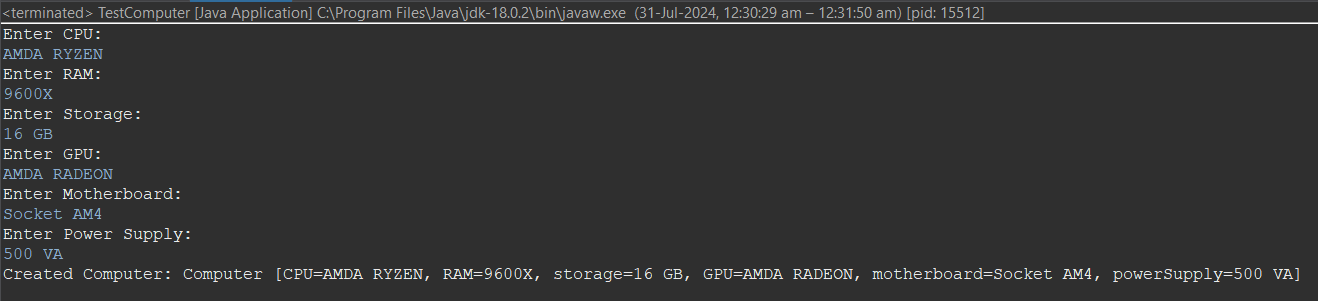 <terminated> TestComputer [Java Application] C:\Program Files\Java\jdk-18.0.2\bin\javaw.exe (31-Jul-2024, 12:30:29 am – 12:31:50 am) [pid: 15512]
Enter CPU:
AMDA RYZEN
Enter RAM:
9600X
Enter Storage:
16 GB
Enter GPU:
AMDA RADEON
Enter Motherboard:
Socket AM4
Enter Power Supply:
500 VA
Created Computer: Computer [CPU=AMDA RYZEN, RAM=9600X, storage=16 GB, GPU=AMDA RADEON, motherboard=Socket AM4, powerSupply=500 VA]